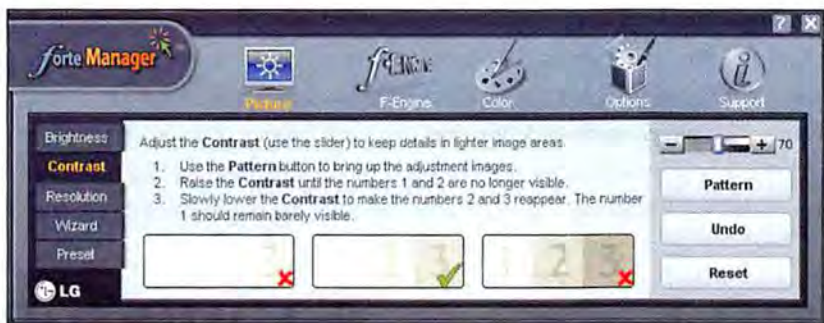 ? X
forte Manager
Picture F-Engine Color Options Support
F-ENGINE
Brightness
Contrast
Resolution
Wizard
Preset
LG
Adjust the Contrast (use the slider) to keep details in lighter image areas
1. Use the Pattern button to bring up the adjustment images.
2. Raise the Contrast until the numbers 1 and 2 are no longer visible.
3. Slowly lower the Contrast to make the numbers 2 and 3 reappear. The number
1 should remain barely visible.
3
2 3
- + 70
Pattern
Undo
Reset